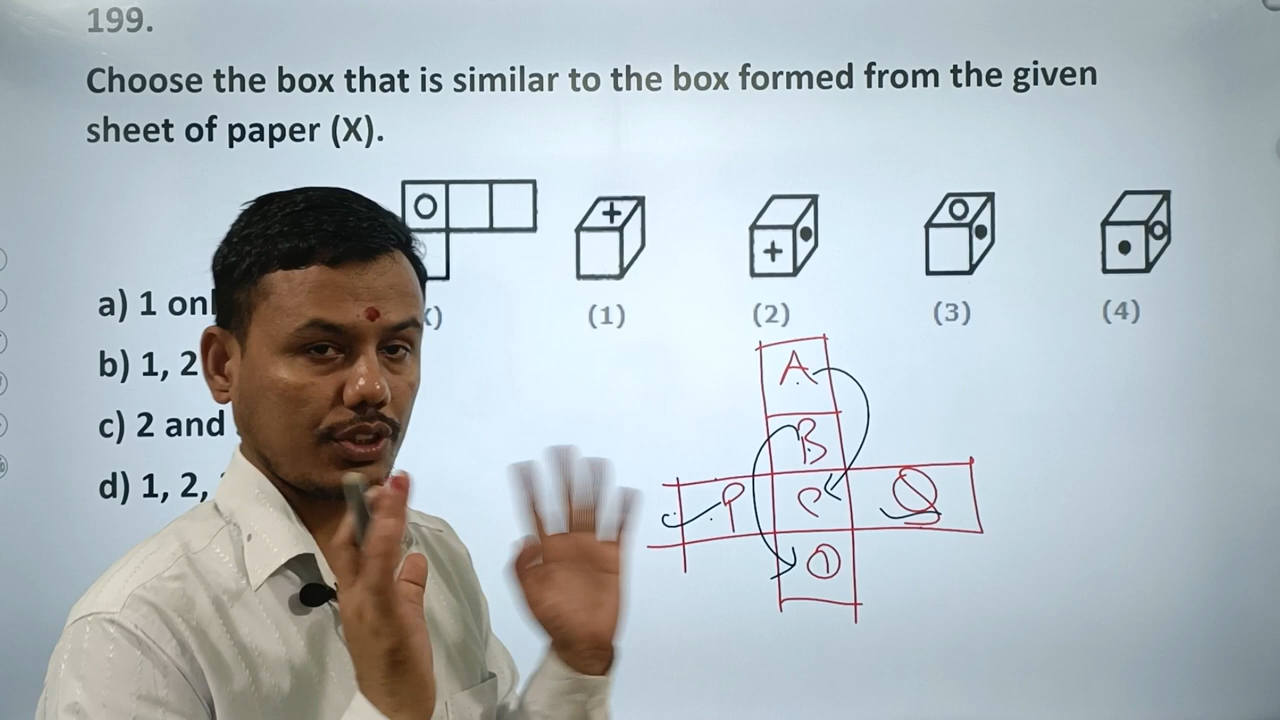 199.
Choose the box that is similar to the box formed from the given
sheet of paper (X).
(1) (2) (3) (4)
a) 1
b) 1, 2
c) 2 and
d) 1, 2,
A
B
P C Q
D